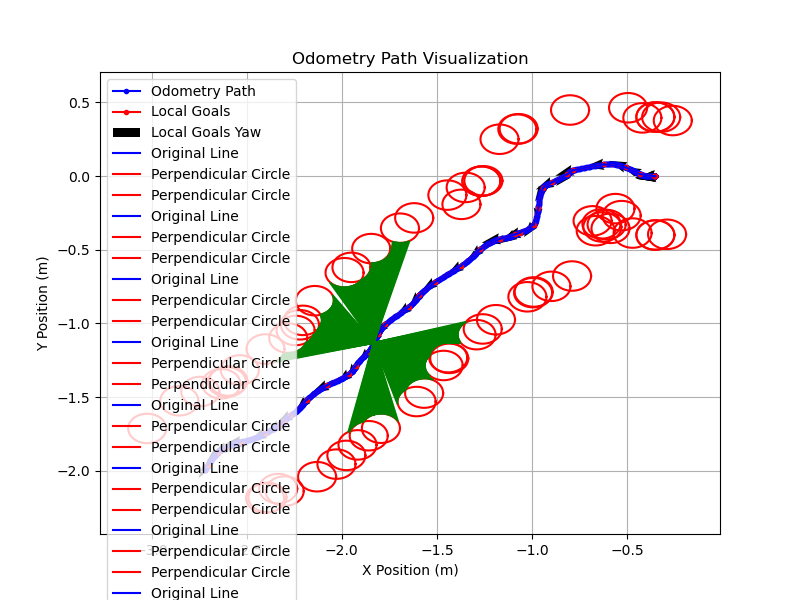 Odometry Path Visualization
Y Position (m)
0.5
0.0
−0.5
−1.0
−1.5
−2.0
Odometry Path
Local Goals
Local Goals Yaw
Original Line
Perpendicular Circle
Perpendicular Circle
Original Line
Perpendicular Circle
Perpendicular Circle
Original Line
Perpendicular Circle
Perpendicular Circle
Original Line
Perpendicular Circle
Perpendicular Circle
Original Line
Perpendicular Circle
Perpendicular Circle
Original Line
Perpendicular Circle
Perpendicular Circle
Original Line
Perpendicular Circle
Perpendicular Circle
Original Line
−2.0
−1.5
−1.0
−0.5
X Position (m)